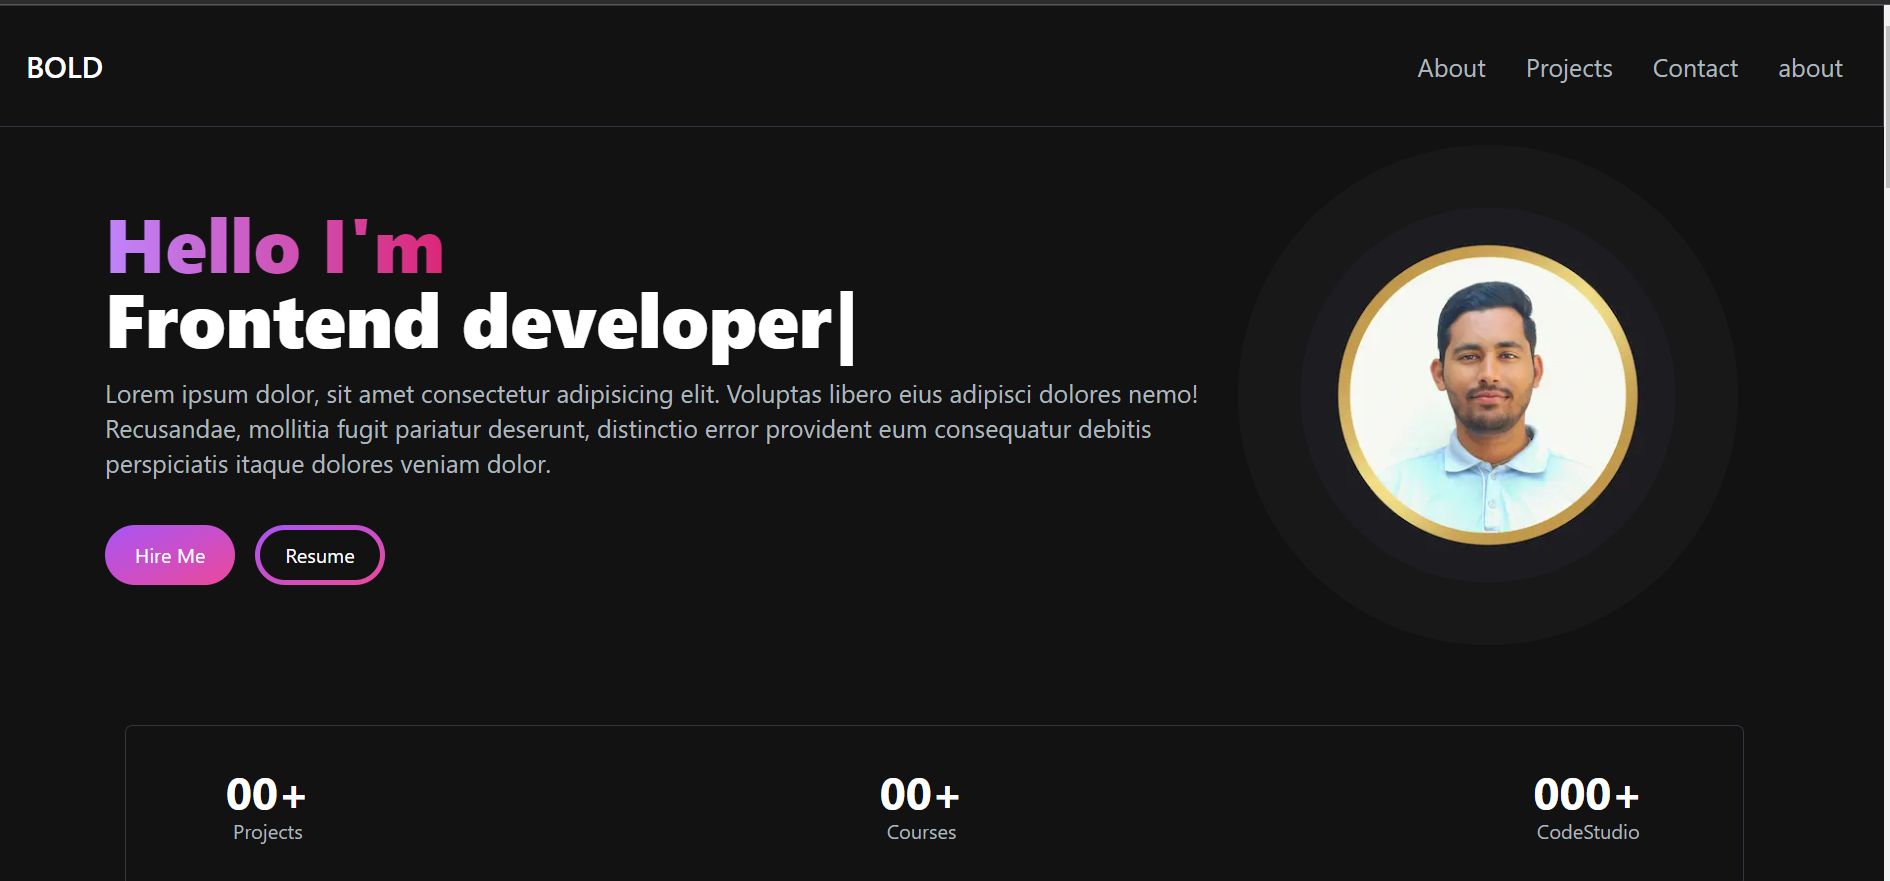 BOLD
About Projects Contact about
Hello I'm
Frontend developer|
Lorem ipsum dolor, sit amet consectetur adipisicing elit. Voluptas libero eius adipisci dolores nemo!
Recusandae, mollitia fugit pariatur deserunt, distinctio error provident eum consequatur debitis
perspiciatis itaque dolores veniam dolor.
Hire Me Resume
00+ 00+ 000+
Projects Courses CodeStudio